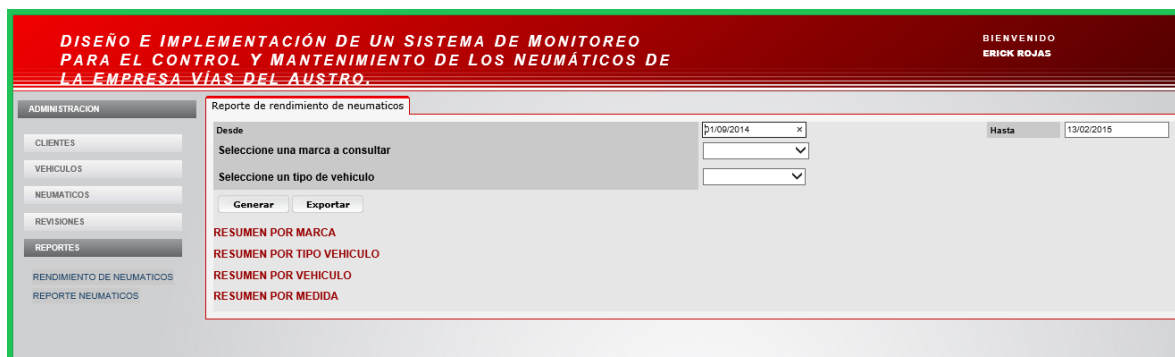 DISEÑO E IMPLEMENTACIÓN DE UN SISTEMA DE MONITOREO
PARA EL CONTROL Y MANTENIMIENTO DE LOS NEUMÁTICOS DE
LA EMPRESA VÍAS DEL AUSTRO.
BIENVENIDO
ERICK ROJAS
ADMINISTRACION
CLIENTES
VEHICULOS
NEUMATICOS
REVISIONES
REPORTES
RENDIMIENTO DE NEUMATICOS
REPORTE NEUMATICOS
Reporte de rendimiento de neumaticos
Desde 01/09/2014 × Hasta 13/02/2015
Seleccione una marca a consultar
Seleccione un tipo de vehiculo
Generar Exportar
RESUMEN POR MARCA
RESUMEN POR TIPO VEHICULO
RESUMEN POR VEHICULO
RESUMEN POR MEDIDA